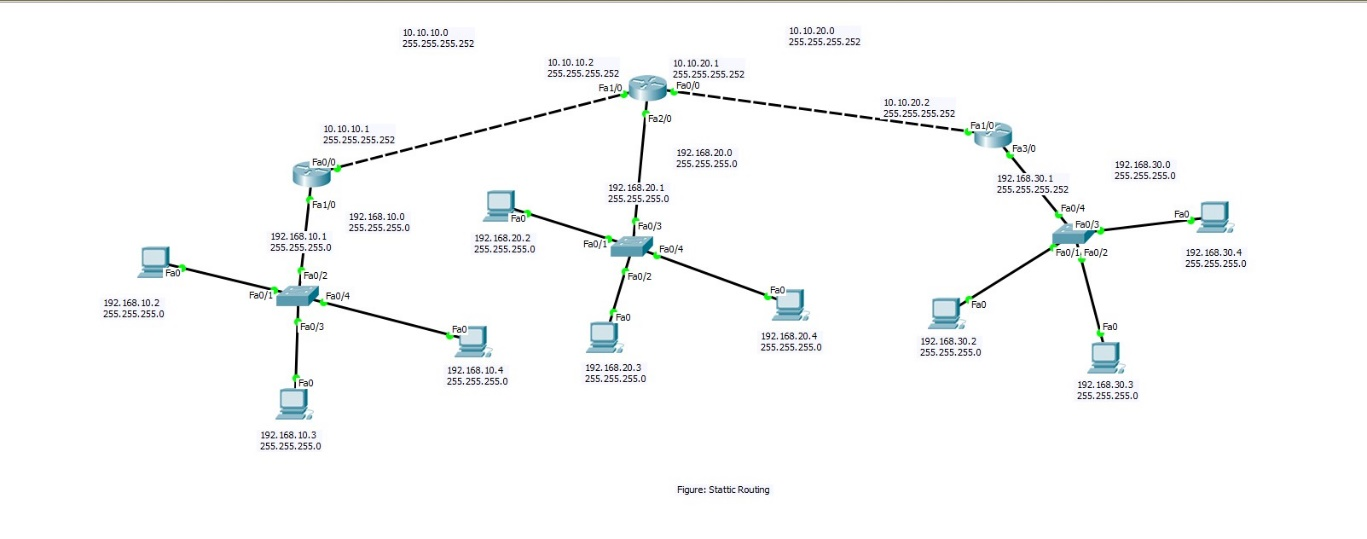 10.10.10.0
255.255.255.252
10.10.20.0
255.255.255.252
10.10.10.2
255.255.255.252
10.10.20.1
255.255.255.252
Fa1/0
Fa0/0
Fa2/0
10.10.20.2
255.255.255.252
Fa1/0
Fa3/0
10.10.10.1
255.255.255.252
Fa0/0
Fa1/0
192.168.20.0
255.255.255.0
192.168.30.0
255.255.255.0
192.168.30.1
255.255.255.252
192.168.20.1
255.255.255.0
192.168.10.0
255.255.255.0
192.168.10.1
255.255.255.0
Fa0
192.168.20.2
255.255.255.0
Fa0/1
Fa0/3
Fa0/4
Fa0/2
Fa0/4
Fa0/3
Fa0/1
Fa0/2
Fa0
192.168.30.4
255.255.255.0
Fa0
192.168.10.2
255.255.255.0
Fa0/1
Fa0/2
Fa0/4
Fa0/3
Fa0
192.168.10.4
255.255.255.0
Fa0
192.168.20.3
255.255.255.0
Fa0
192.168.20.4
255.255.255.0
Fa0
192.168.30.2
255.255.255.0
Fa0
192.168.30.3
255.255.255.0
Fa0
192.168.10.3
255.255.255.0
Figure: Stattic Routing